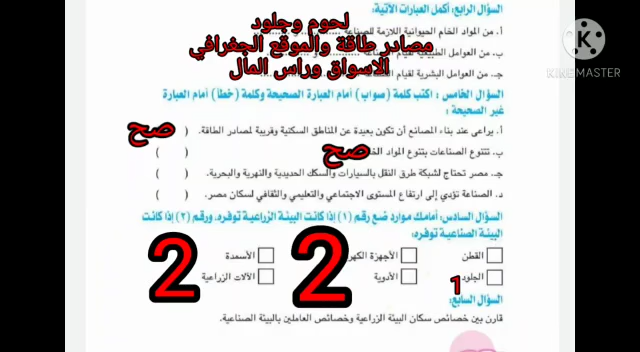 السؤال الرابع: أكمل العبارات الآتية:
لحوم وجلود
أ. من المواد الخام الحيوانية اللازمة للصناعة
مصادر طاقة والموقع الجغرافي
ب. من العوامل الطبيعية لقيام
الاسواق وراس المال
جـ. من العوامل البشرية لقيام
السؤال الخامس: اكتب كلمة (صواب) أمام العبارة الصحيحة وكلمة (خطأ) أمام العبارة
غير الصحيحة:
أ. يراعى عند بناء المصانع أن تكون بعيدة عن المناطق السكنية وقريبة لمصادر الطاقة. ( صح )
ب. تتنوع الصناعات بتنوع المواد صح ( )
جـ. مصر تحتاج لشبكة طرق النقل بالسيارات والسكك الحديدية والنهرية والبحرية. ( )
د. الصناعة تؤدي إلى ارتفاع المستوى الاجتماعي والتعليمي والثقافي لسكان مصر. ( )
السؤال السادس: أمامك موارد ضع رقم (١) إذا كانت البيئة الزراعية توفره، ورقم (٢) إذا كانت
البيئة الصناعية توفره:
القطن 2 الأجهزة 2 الأسمدة
الجلود 1 الأدوية الآلات الزراعية
السؤال السابع:
قارن بين خصائص سكان البيئة الزراعية وخصائص العاملين بالبيئة الصناعية.
KINEMASTER